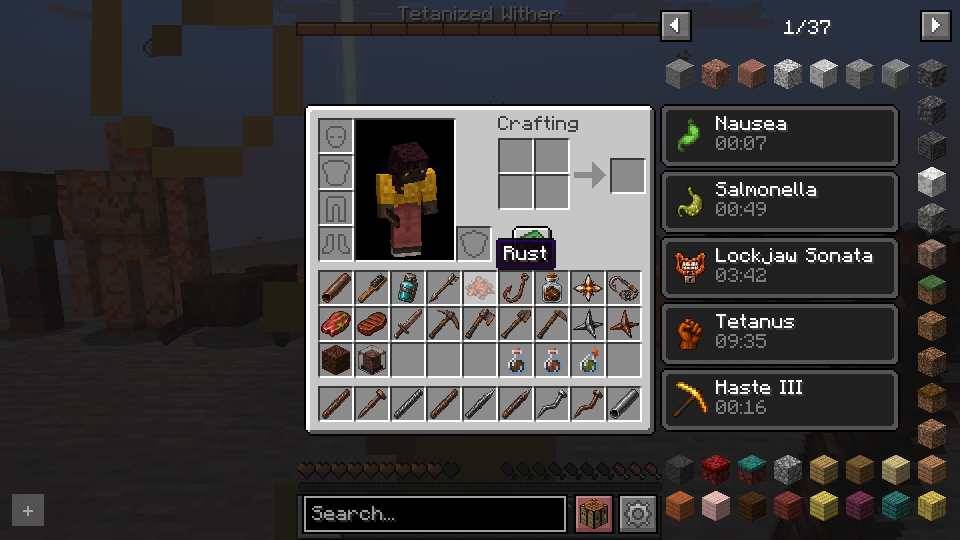 Tetanized Wither
1/37
Crafting
Nausea
00:07
Salmonella
00:49
Lockjaw Sonata
03:42
Tetanus
09:35
Haste III
00:16
Rust
Search...